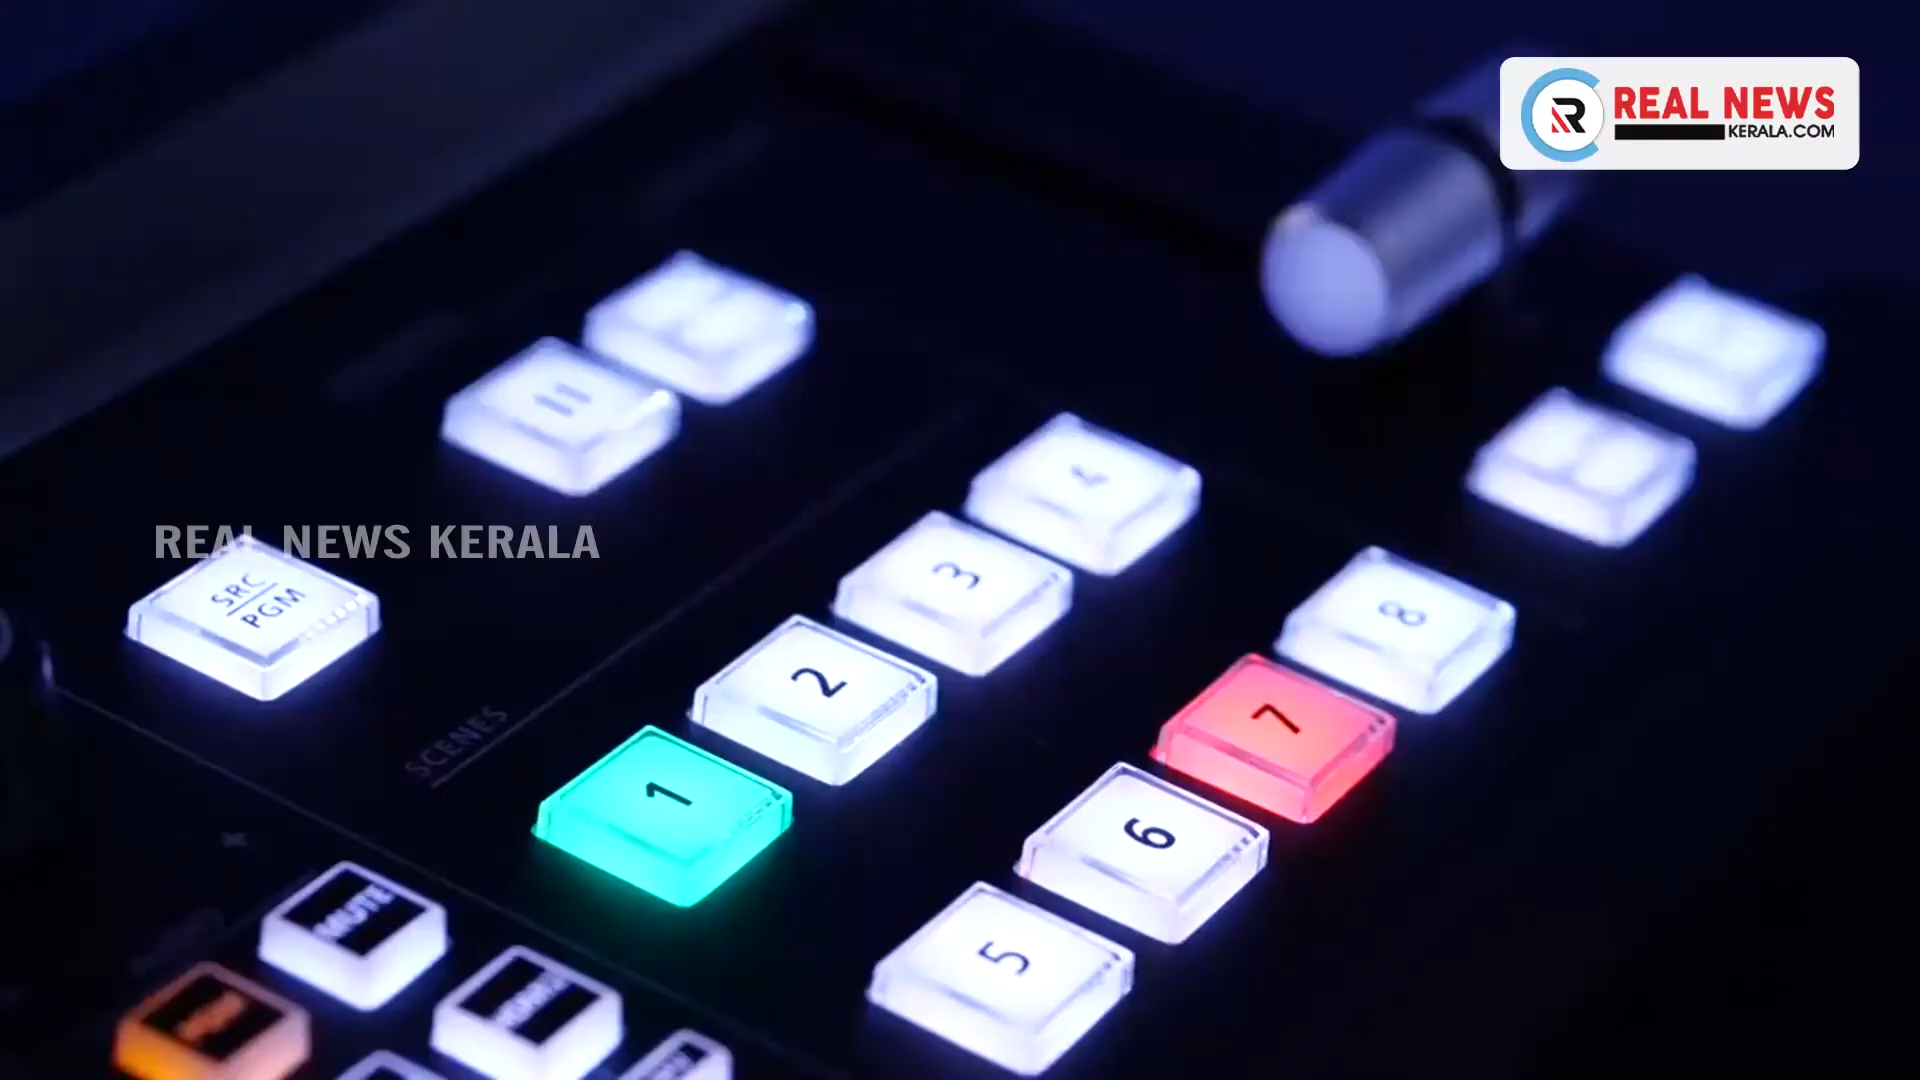 REAL NEWS
KERALA.COM
11
4
3
REAL NEWS KERALA
SRC
PGM
8
2
7
SCENES
1
6
MUTE
5